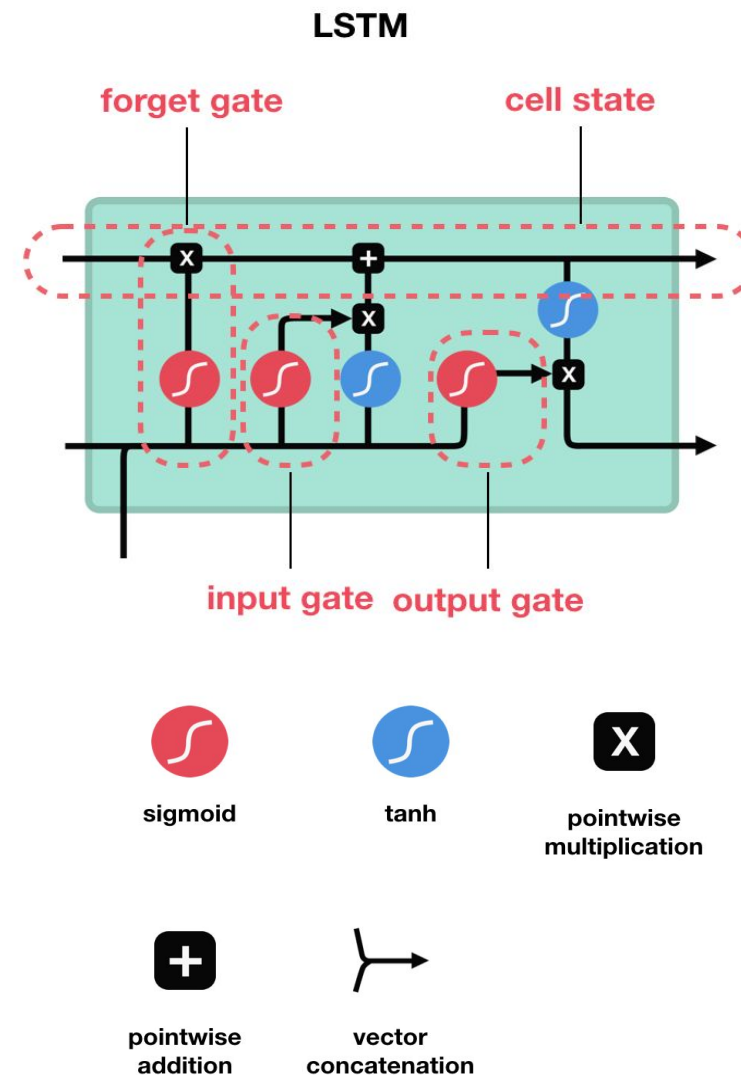 LSTM
forget gate
cell state
X
+
X
X
input gate
output gate
X
sigmoid
tanh
pointwise
multiplication
+
pointwise
addition
vector
concatenation